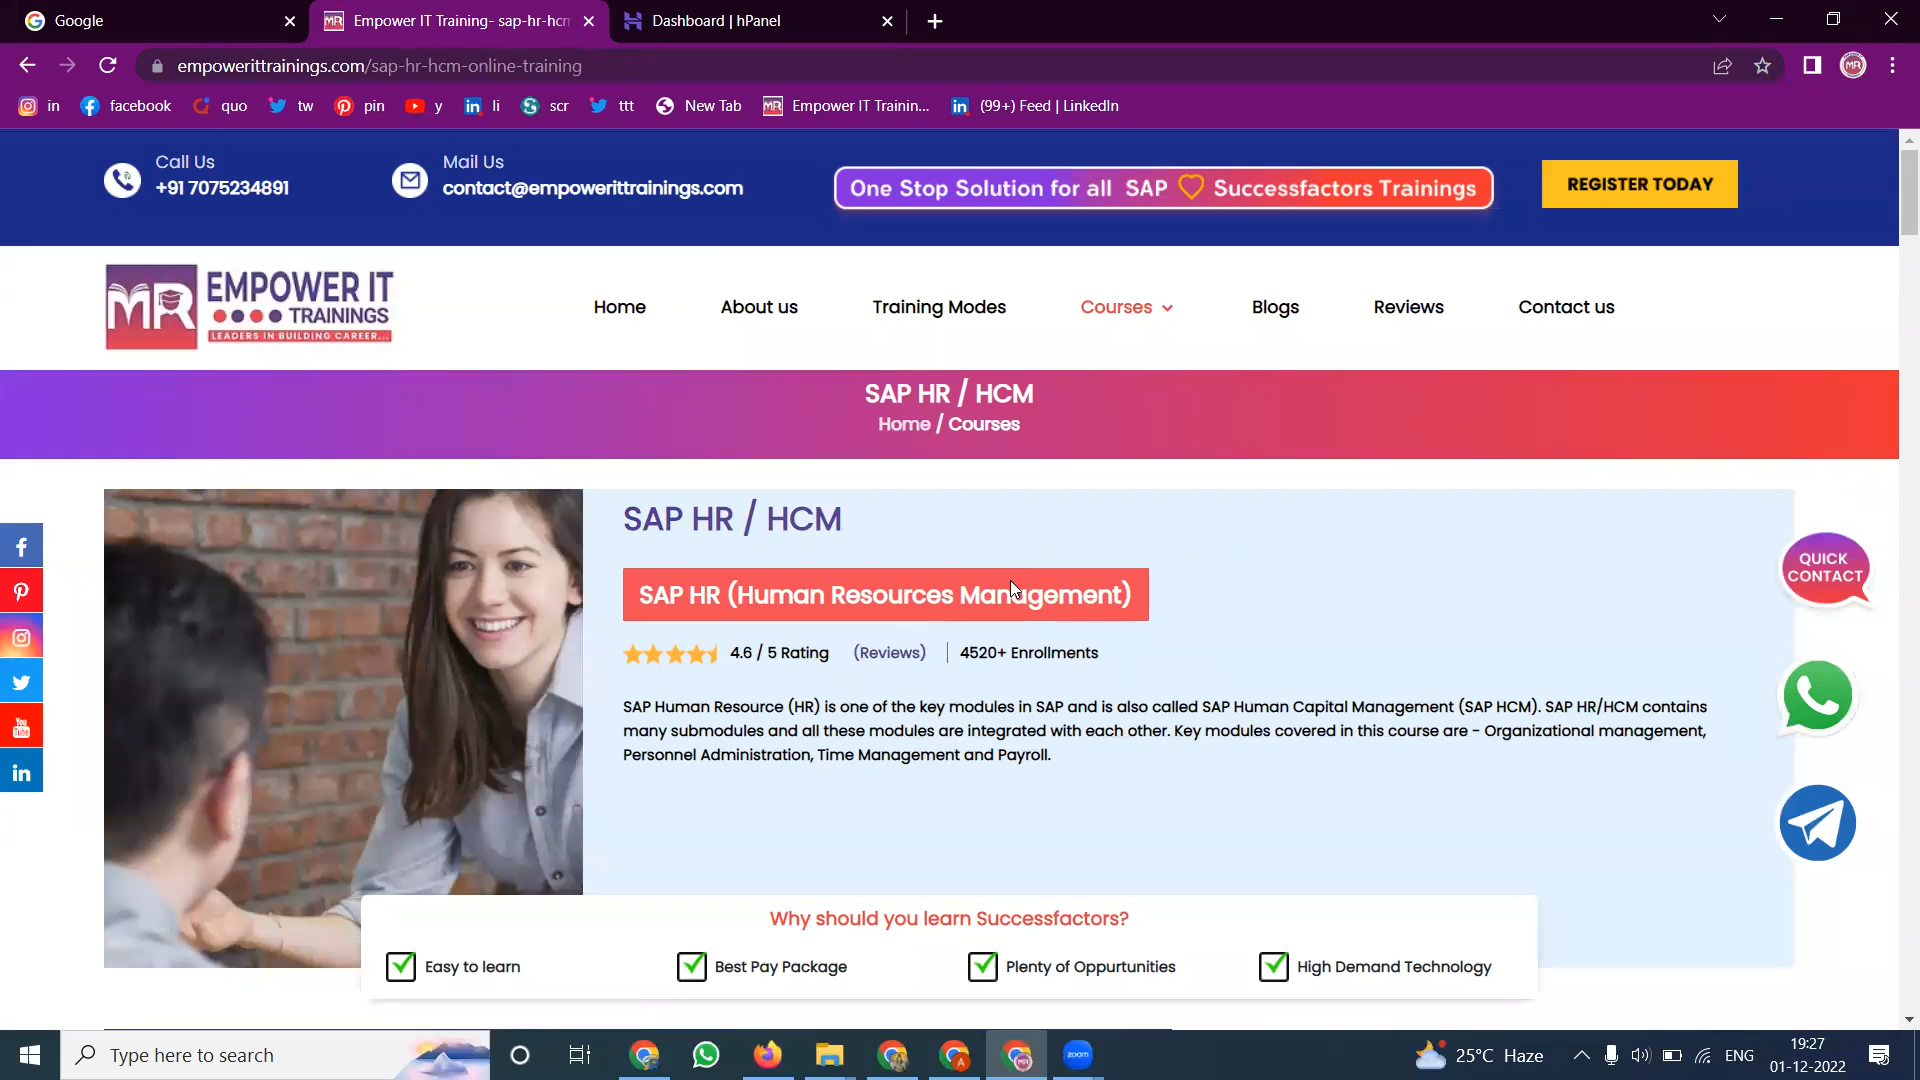 Google
Empower IT Training- sap-hr-hcm
Dashboard | hPanel
empowerittrainings.com/sap-hr-hcm-online-training
in
facebook
quo
tw
pin
y
li
scr
ttt
New Tab
Empower IT Trainin...
(99+) Feed | LinkedIn
Call Us
+91 7075234891
Mail Us
contact@empowerittrainings.com
One Stop Solution for all SAP Successfactors Trainings
REGISTER TODAY
MR
EMPOWER IT
TRAININGS
LEADERS IN BUILDING CAREER...
Home
About us
Training Modes
Courses
Blogs
Reviews
Contact us
SAP HR / HCM
Home / Courses
SAP HR / HCM
SAP HR (Human Resources Management)
4.6 / 5 Rating (Reviews) 4520+ Enrollments
SAP Human Resource (HR) is one of the key modules in SAP and is also called SAP Human Capital Management (SAP HCM). SAP HR/HCM contains
many submodules and all these modules are integrated with each other. Key modules covered in this course are - Organizational management,
Personnel Administration, Time Management and Payroll.
QUICK
CONTACT
Why should you learn Successfactors?
Easy to learn
Best Pay Package
Plenty of Oppurtunities
High Demand Technology
Type here to search
zoom
25°C Haze
ENG
19:27
01-12-2022